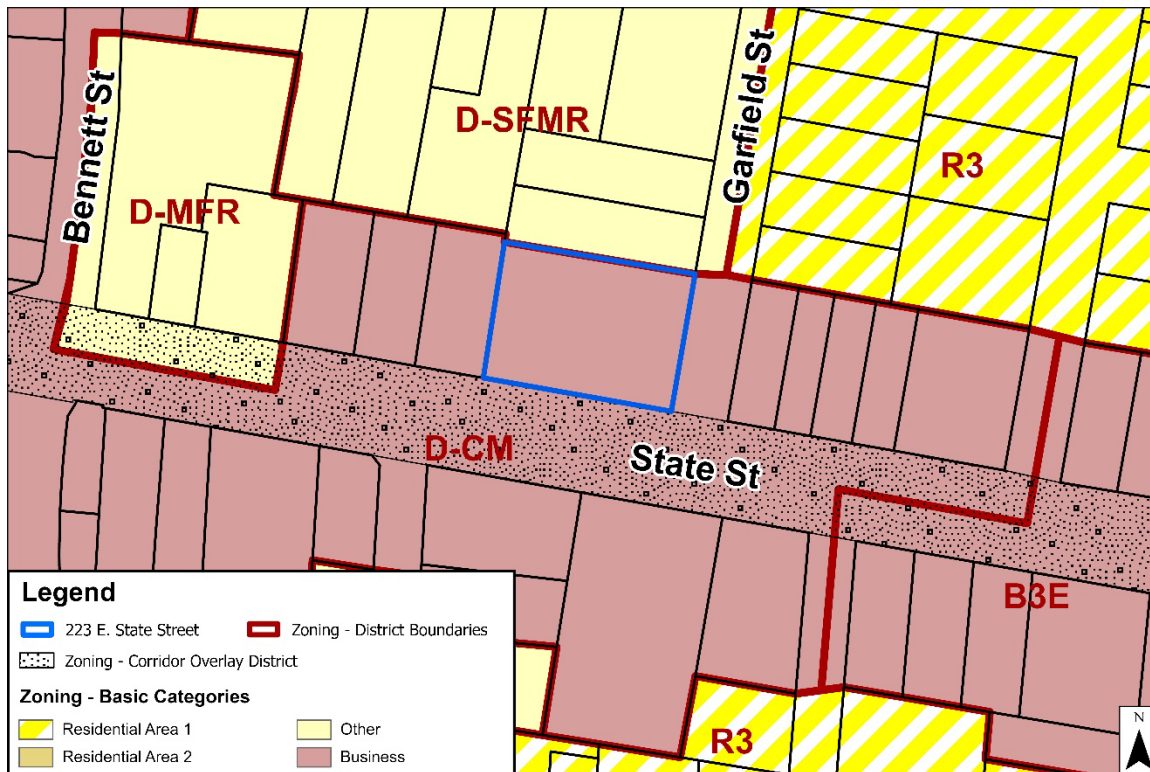 Bennett St
Garfield St
D-SFMR
R3
D-MFR
D-CM
State St
B3E
R3
Legend
223 E. State Street
Zoning - District Boundaries
Zoning - Corridor Overlay District
Zoning - Basic Categories
Residential Area 1
Other
Residential Area 2
Business
N